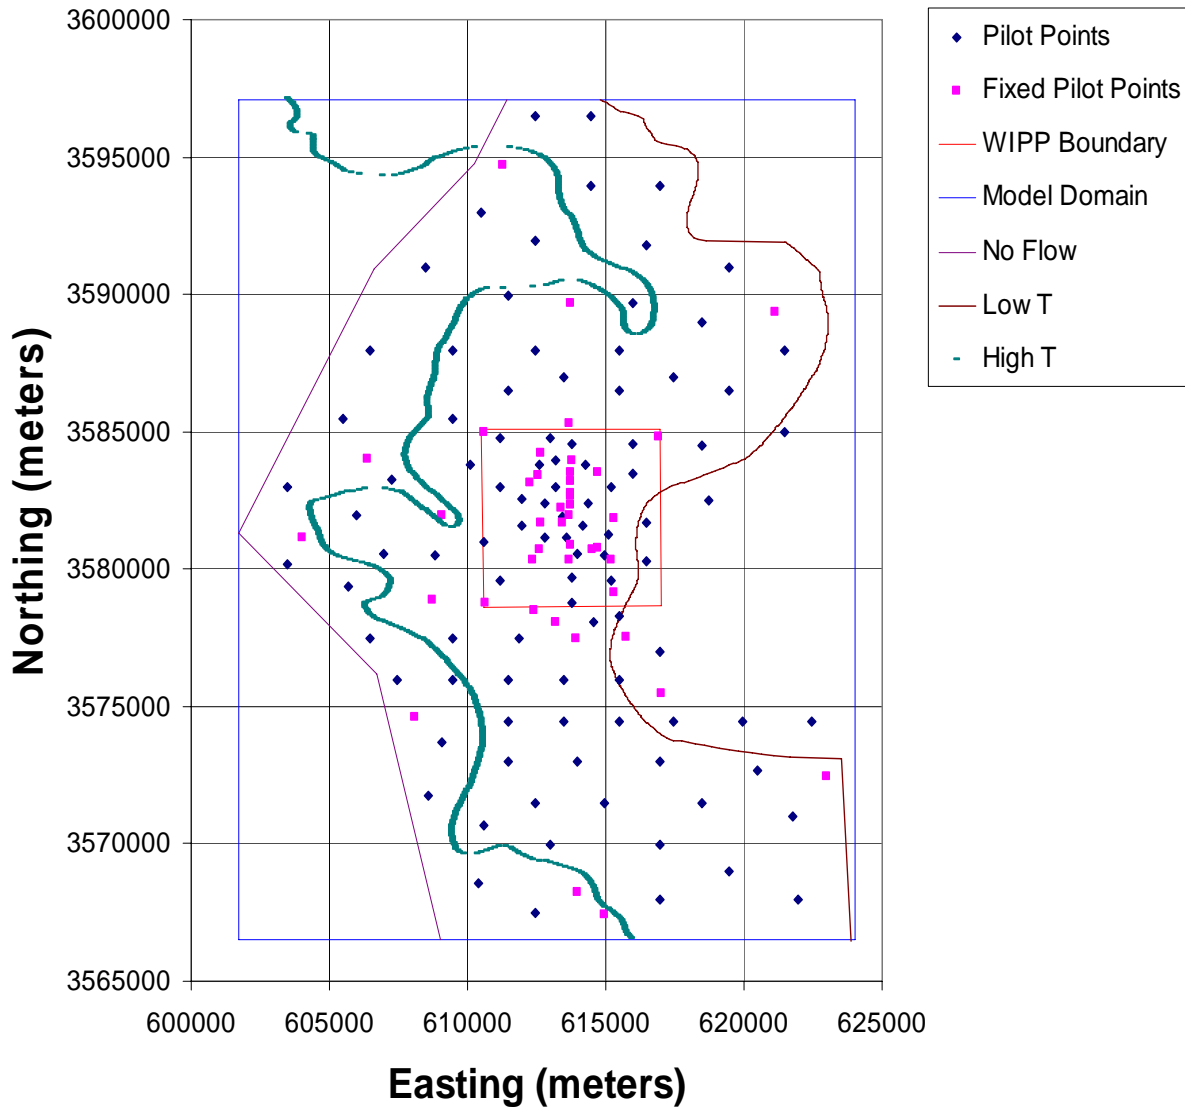 3600000
3595000
3590000
3585000
3580000
3575000
3570000
3565000
Northing (meters)
600000 605000 610000 615000 620000 625000
Easting (meters)
Pilot Points
Fixed Pilot Points
WIPP Boundary
Model Domain
No Flow
Low T
High T